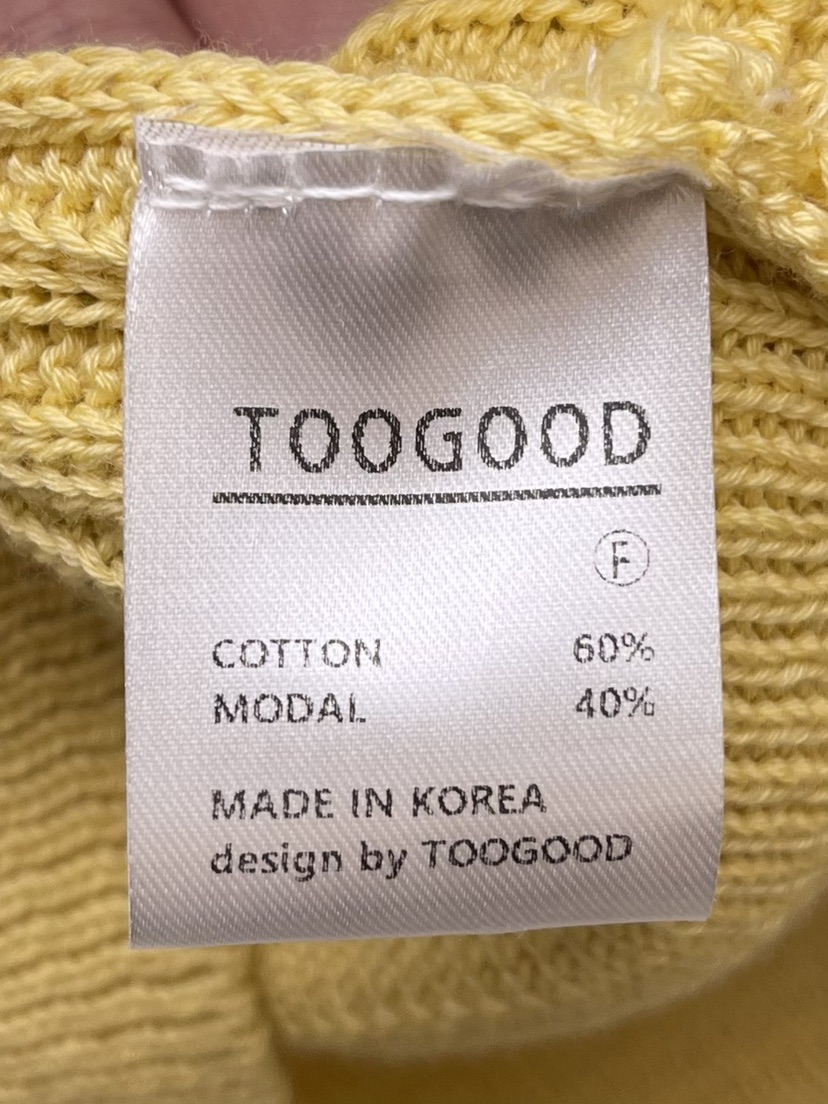 TOOGOOD
F
COTTON 60%
MODAL 40%
MADE IN KOREA
design by TOOGOOD